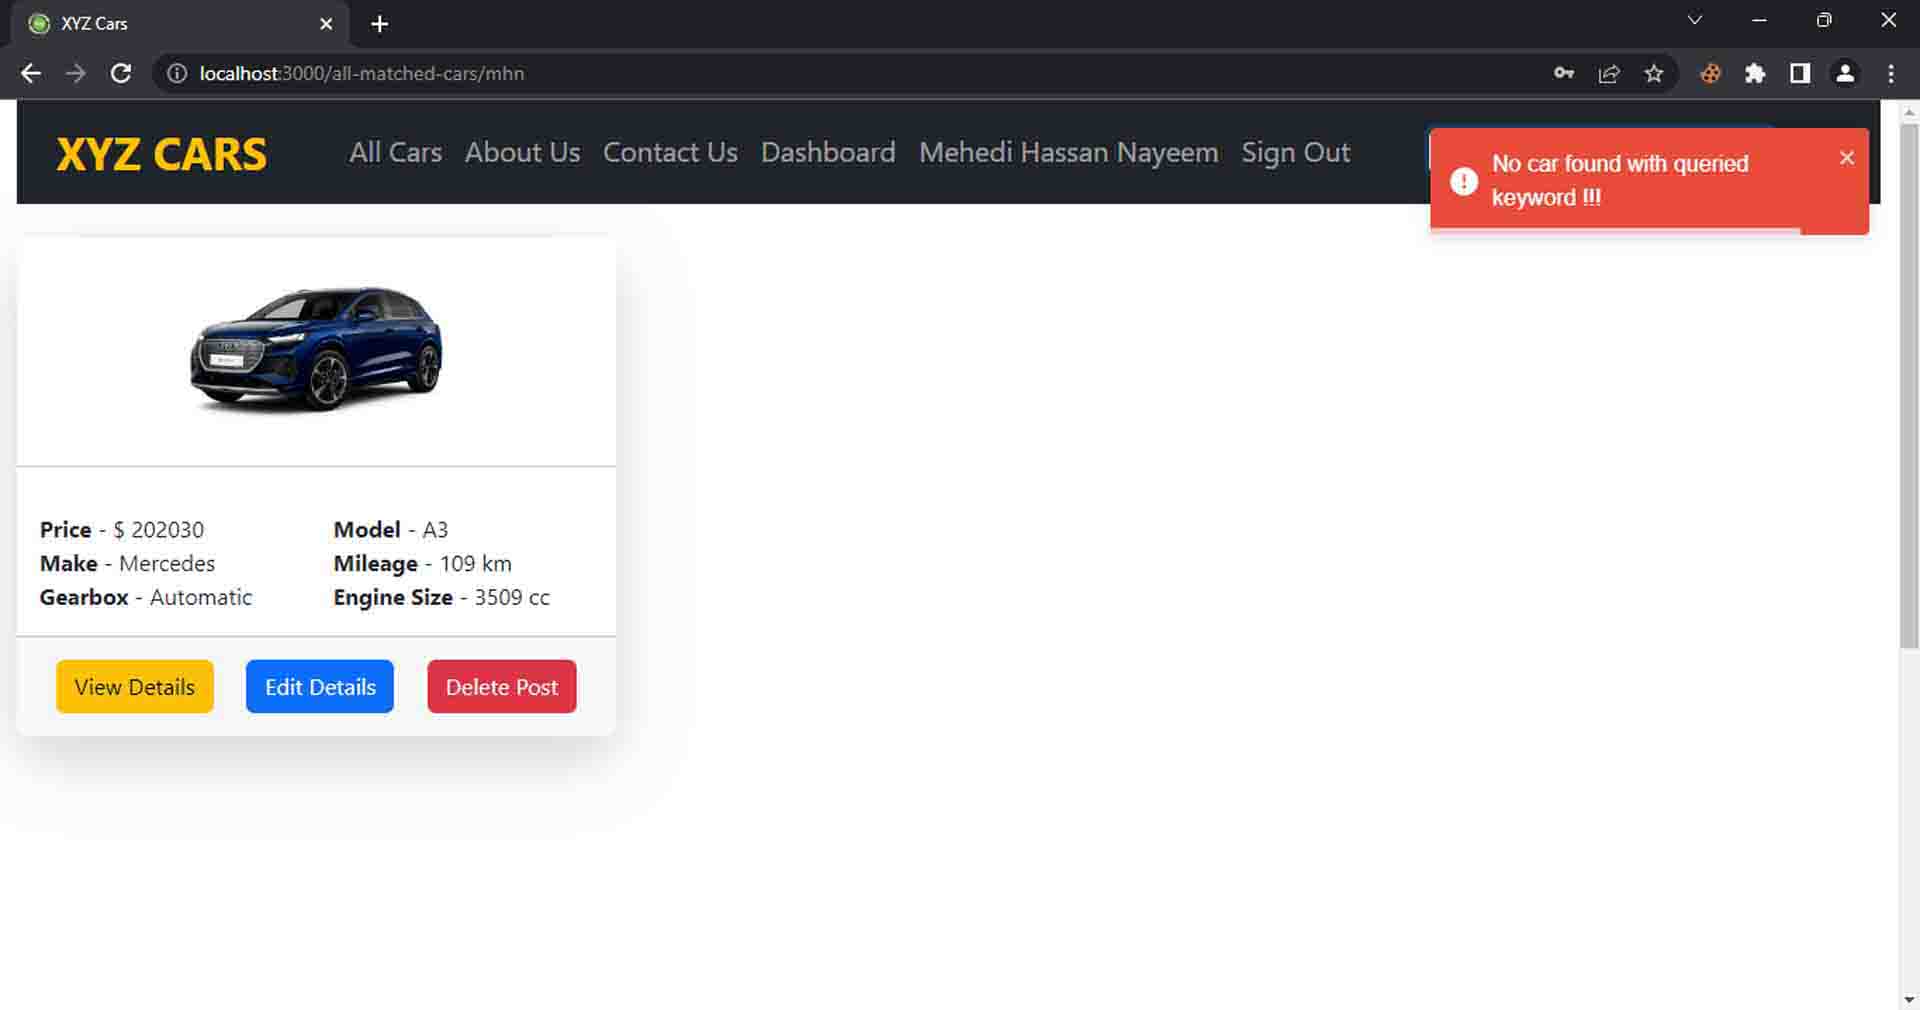 XYZ Cars
localhost:3000/all-matched-cars/mhn
XYZ CARS
All Cars About Us Contact Us Dashboard Mehedi Hassan Nayeem Sign Out
No car found with queried
keyword !!!
Price - $ 202030 Model - A3
Make - Mercedes Mileage - 109 km
Gearbox - Automatic Engine Size - 3509 cc
View Details Edit Details Delete Post